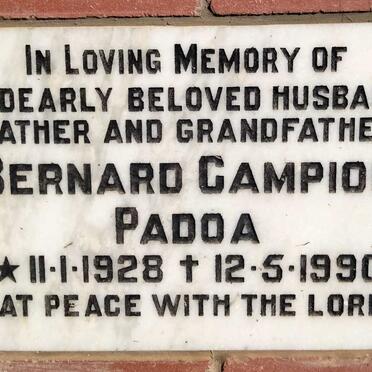 IN LOVING MEMORY OF
DEARLY BELOVED HUSBA
ATHER AND GRANDFATHE
BERNARD CAMPIO
PADOA
★ 11·1·1928 ✝ 12·5·1990
AT PEACE WITH THE LOR